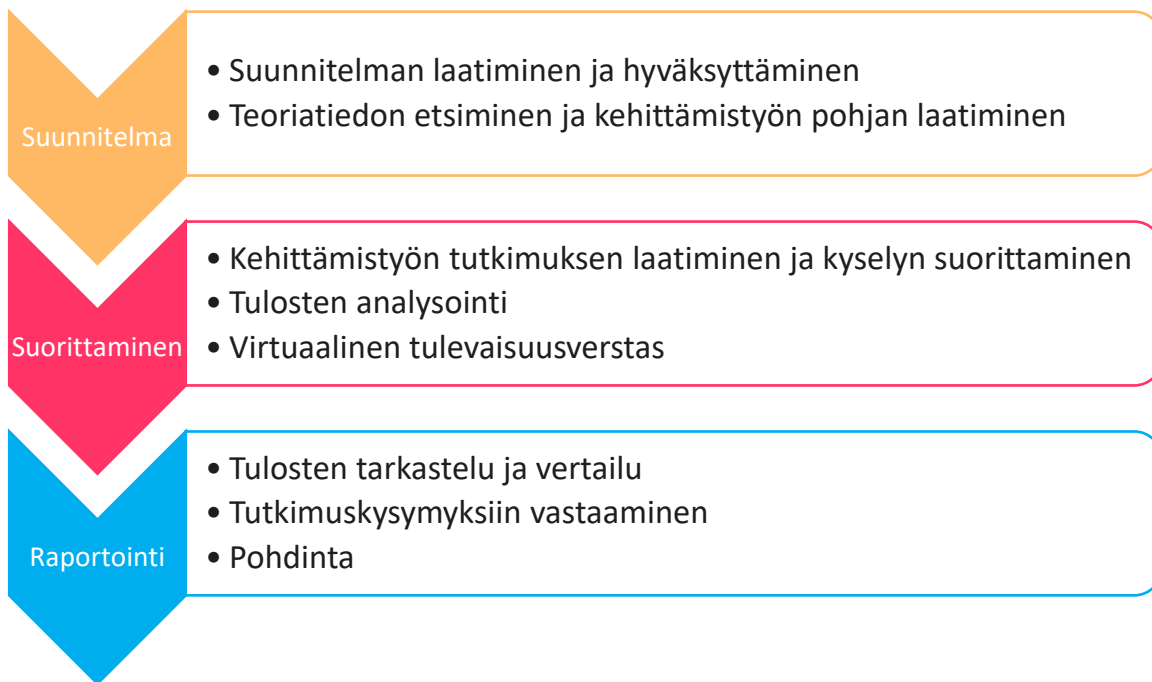 Suunnitelma
• Suunnitelman laatiminen ja hyväksyttäminen
• Teoriatiedon etsiminen ja kehittämistyön pohjan laatiminen
Suorittaminen
• Kehittämistyön tutkimuksen laatiminen ja kyselyn suorittaminen
• Tulosten analysointi
• Virtuaalinen tulevaisuusverstas
Raportointi
• Tulosten tarkastelu ja vertailu
• Tutkimuskysymyksiin vastaaminen
• Pohdinta